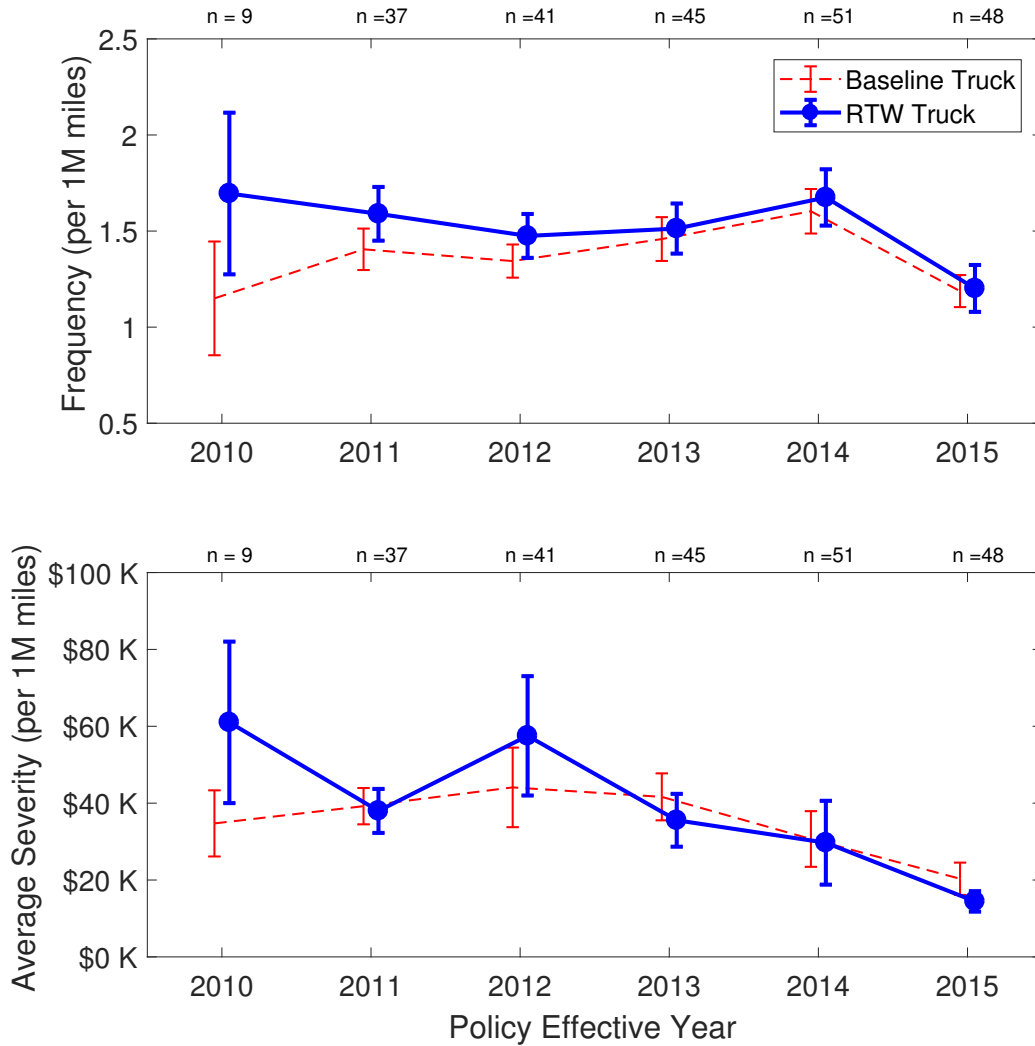 n = 9 n =37 n =41 n =45 n =51 n =48
2.5
2
1.5
1
0.5
Frequency (per 1M miles)
Baseline Truck
RTW Truck
2010 2011 2012 2013 2014 2015
n = 9 n =37 n =41 n =45 n =51 n =48
$100 K
$80 K
$60 K
$40 K
$20 K
$0 K
Average Severity (per 1M miles)
2010 2011 2012 2013 2014 2015
Policy Effective Year